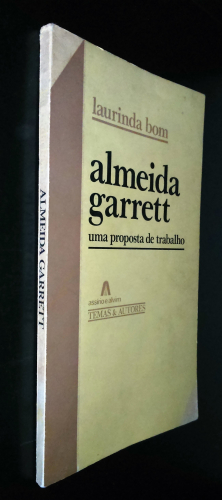 laurinda bom
almeida
garrett
uma proposta de trabalho
TEMAS & AUTORES
ALMEIDA GARRETT